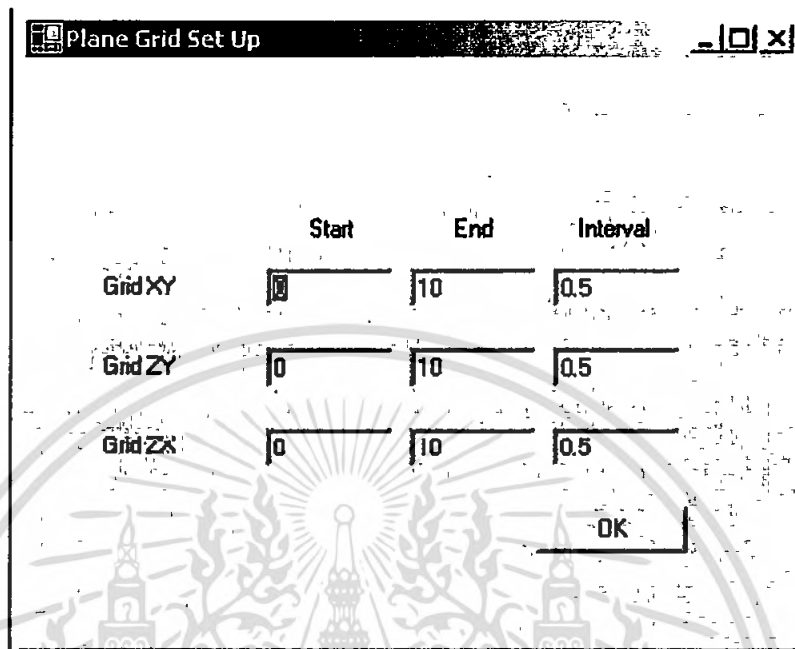 Plane Grid Set Up
Start End Interval
Grid XY 0 10 0.5
Grid ZY 0 10 0.5
Grid ZX 0 10 0.5
OK